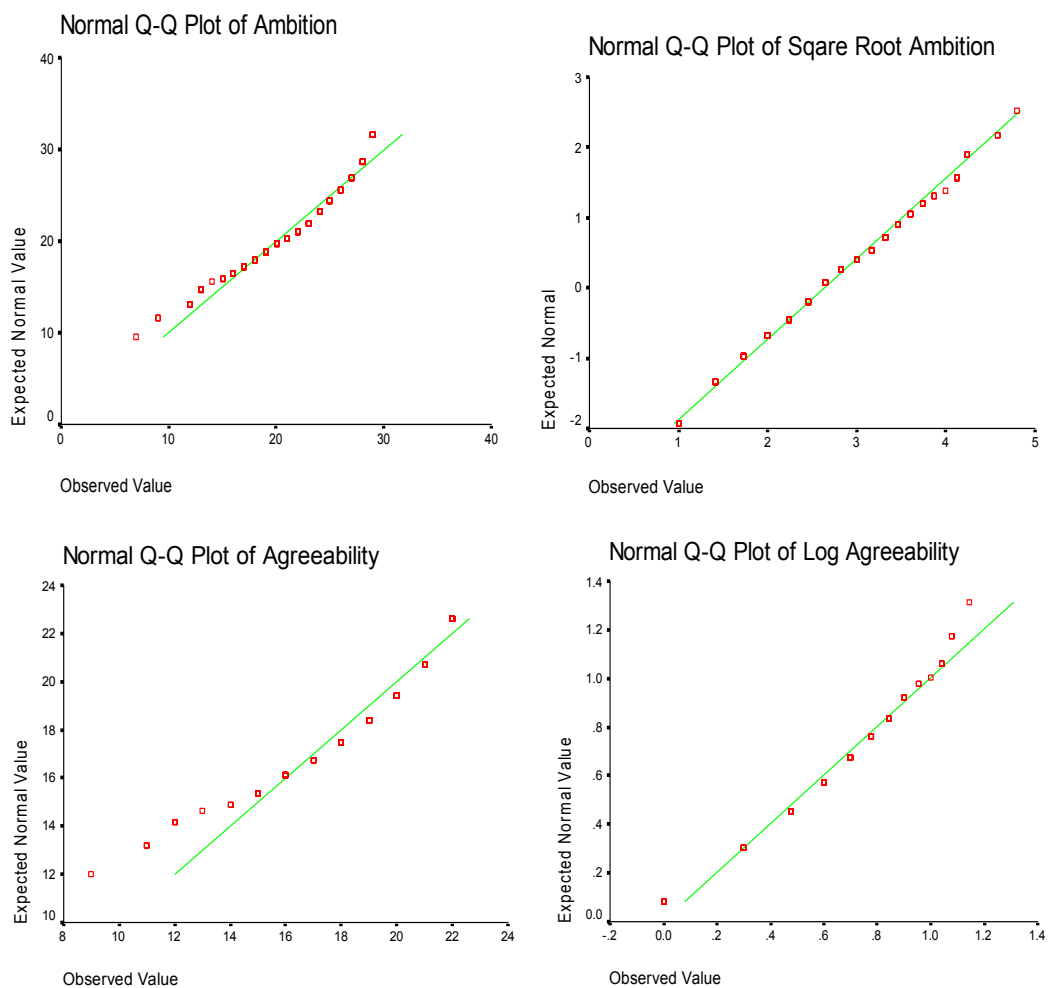 Normal Q-Q Plot of Ambition
Expected Normal Value
40
30
20
10
0
0 10 20 30 40
Observed Value
Normal Q-Q Plot of Sqare Root Ambition
Expected Normal
3
2
1
0
-1
-2
0 1 2 3 4 5
Observed Value
Normal Q-Q Plot of Agreeability
Expected Normal Value
24
22
20
18
16
14
12
10
8 10 12 14 16 18 20 22 24
Observed Value
Normal Q-Q Plot of Log Agreeability
Expected Normal Value
1.4
1.2
1.0
.8
.6
.4
.2
0.0
-.2 0.0 .2 .4 .6 .8 1.0 1.2 1.4
Observed Value